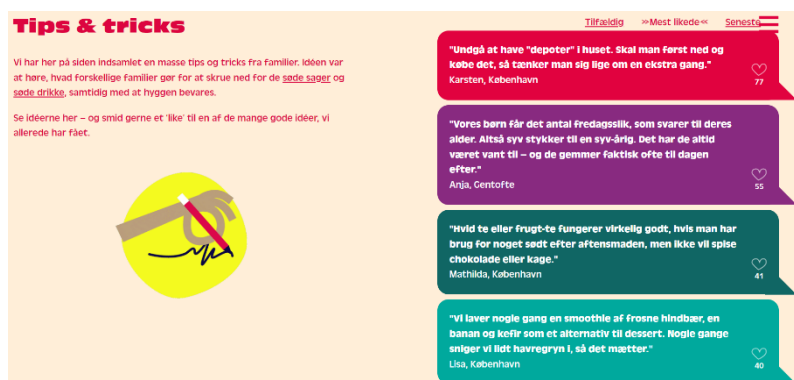 Tips & tricks
Vi har her på siden indsamlet en masse tips og tricks fra familier. Idéen var
at høre, hvad forskellige familier gør for at skrue ned for de søde sager og
søde drikke, samtidig med at hyggen bevares.
Se idéerne her – og smid gerne et 'like' til en af de mange gode idéer, vi
allerede har fået.
Tilfældig »Mest likede« Seneste
"Undgå at have "depoter" i huset. Skal man først ned og
købe det, så tænker man sig lige om en ekstra gang."
Karsten, København
77
"Vores børn får det antal fredagsslik, som svarer til deres
alder. Altså syv stykker til en syv-årig. Det har de altid
været vant til – og de gemmer faktisk ofte til dagen
efter."
Anja, Gentofte
55
"Hvid te eller frugt-te fungerer virkelig godt, hvis man har
brug for noget sødt efter aftensmaden, men ikke vil spise
chokolade eller kage."
Mathilda, København
41
"Vi laver nogle gang en smoothie af frosne hindbær, en
banan og kefir som et alternativ til dessert. Nogle gange
sniger vi lidt havregryn i, så det mætter."
Lisa, København
40